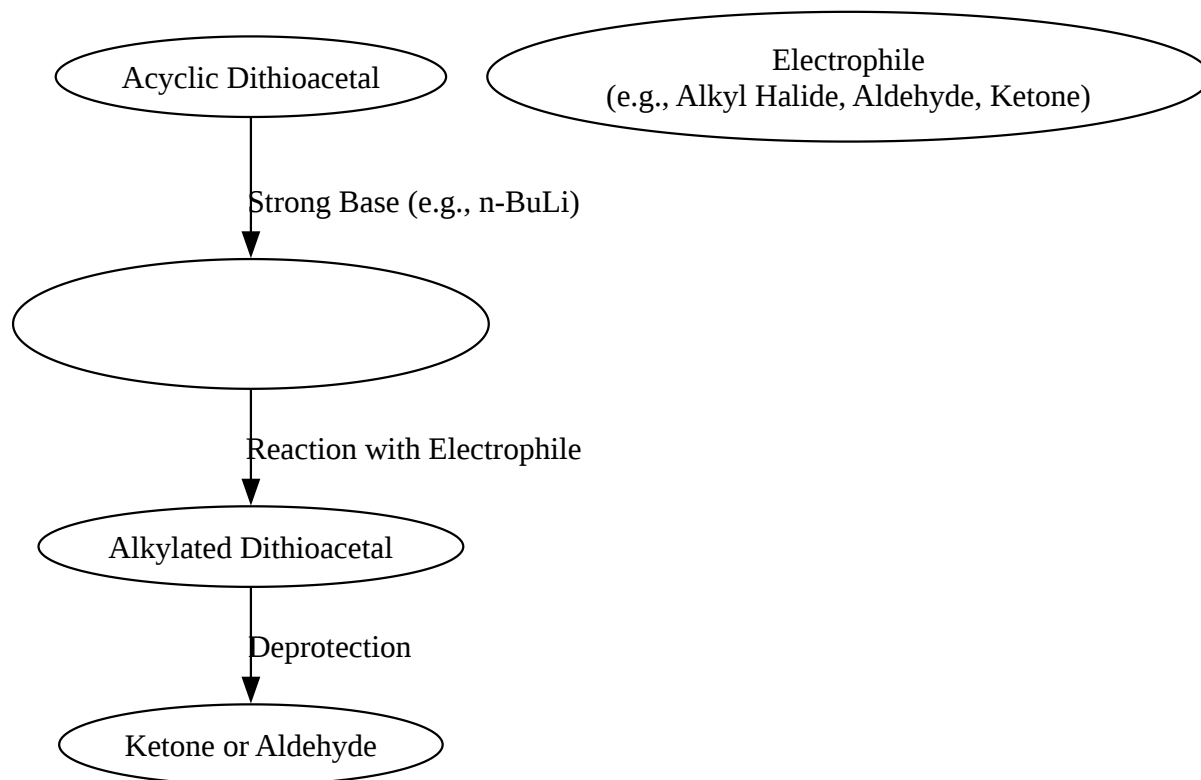 Acyclic Dithioacetal
Electrophile
(e.g., Alkyl Halide, Aldehyde, Ketone)
Strong Base (e.g., n-BuLi)
Reaction with Electrophile
Alkylated Dithioacetal
Deprotection
Ketone or Aldehyde